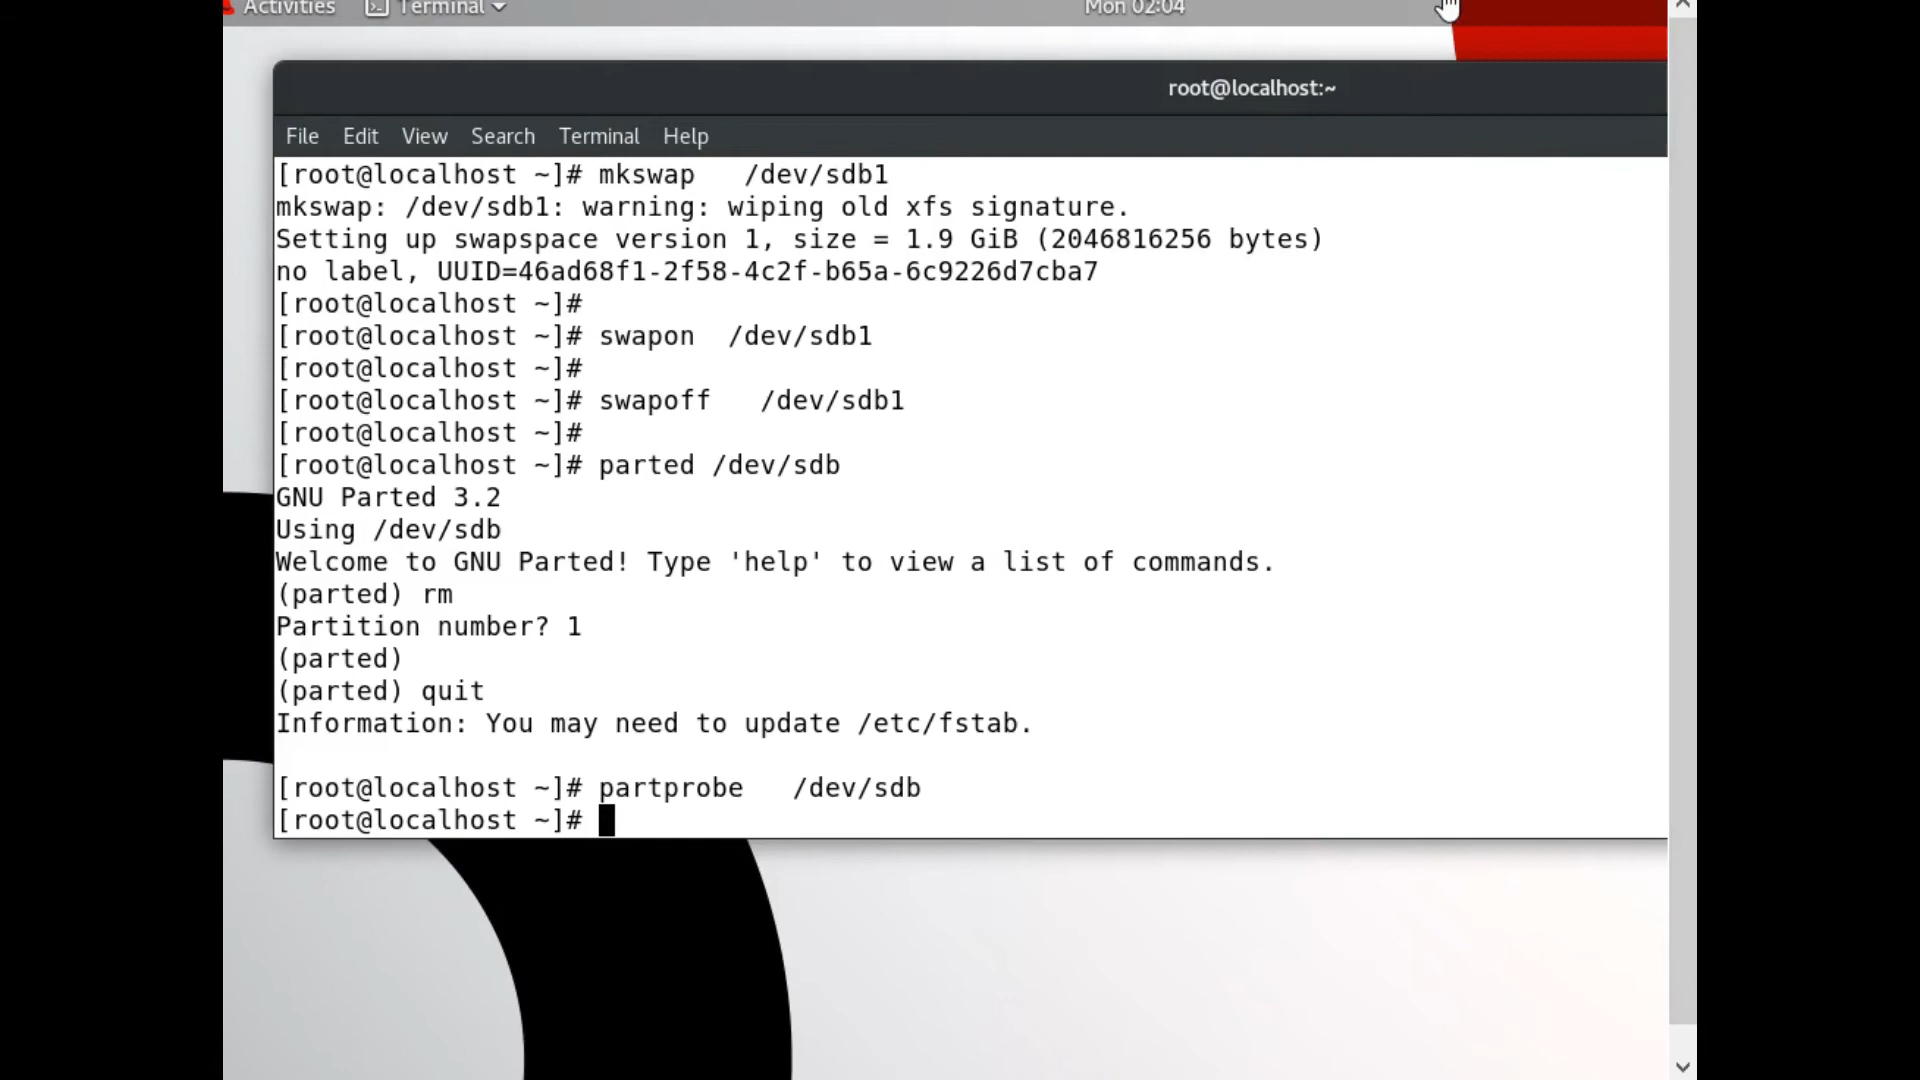 Activities Terminal Mon 02:04
root@localhost:~
File Edit View Search Terminal Help
[root@localhost ~]# mkswap   /dev/sdb1
mkswap: /dev/sdb1: warning: wiping old xfs signature.
Setting up swapspace version 1, size = 1.9 GiB (2046816256 bytes)
no label, UUID=46ad68f1-2f58-4c2f-b65a-6c9226d7cba7
[root@localhost ~]#
[root@localhost ~]# swapon  /dev/sdb1
[root@localhost ~]#
[root@localhost ~]# swapoff   /dev/sdb1
[root@localhost ~]#
[root@localhost ~]# parted /dev/sdb
GNU Parted 3.2
Using /dev/sdb
Welcome to GNU Parted! Type 'help' to view a list of commands.
(parted) rm
Partition number? 1
(parted)
(parted) quit
Information: You may need to update /etc/fstab.
[root@localhost ~]# partprobe   /dev/sdb
[root@localhost ~]#